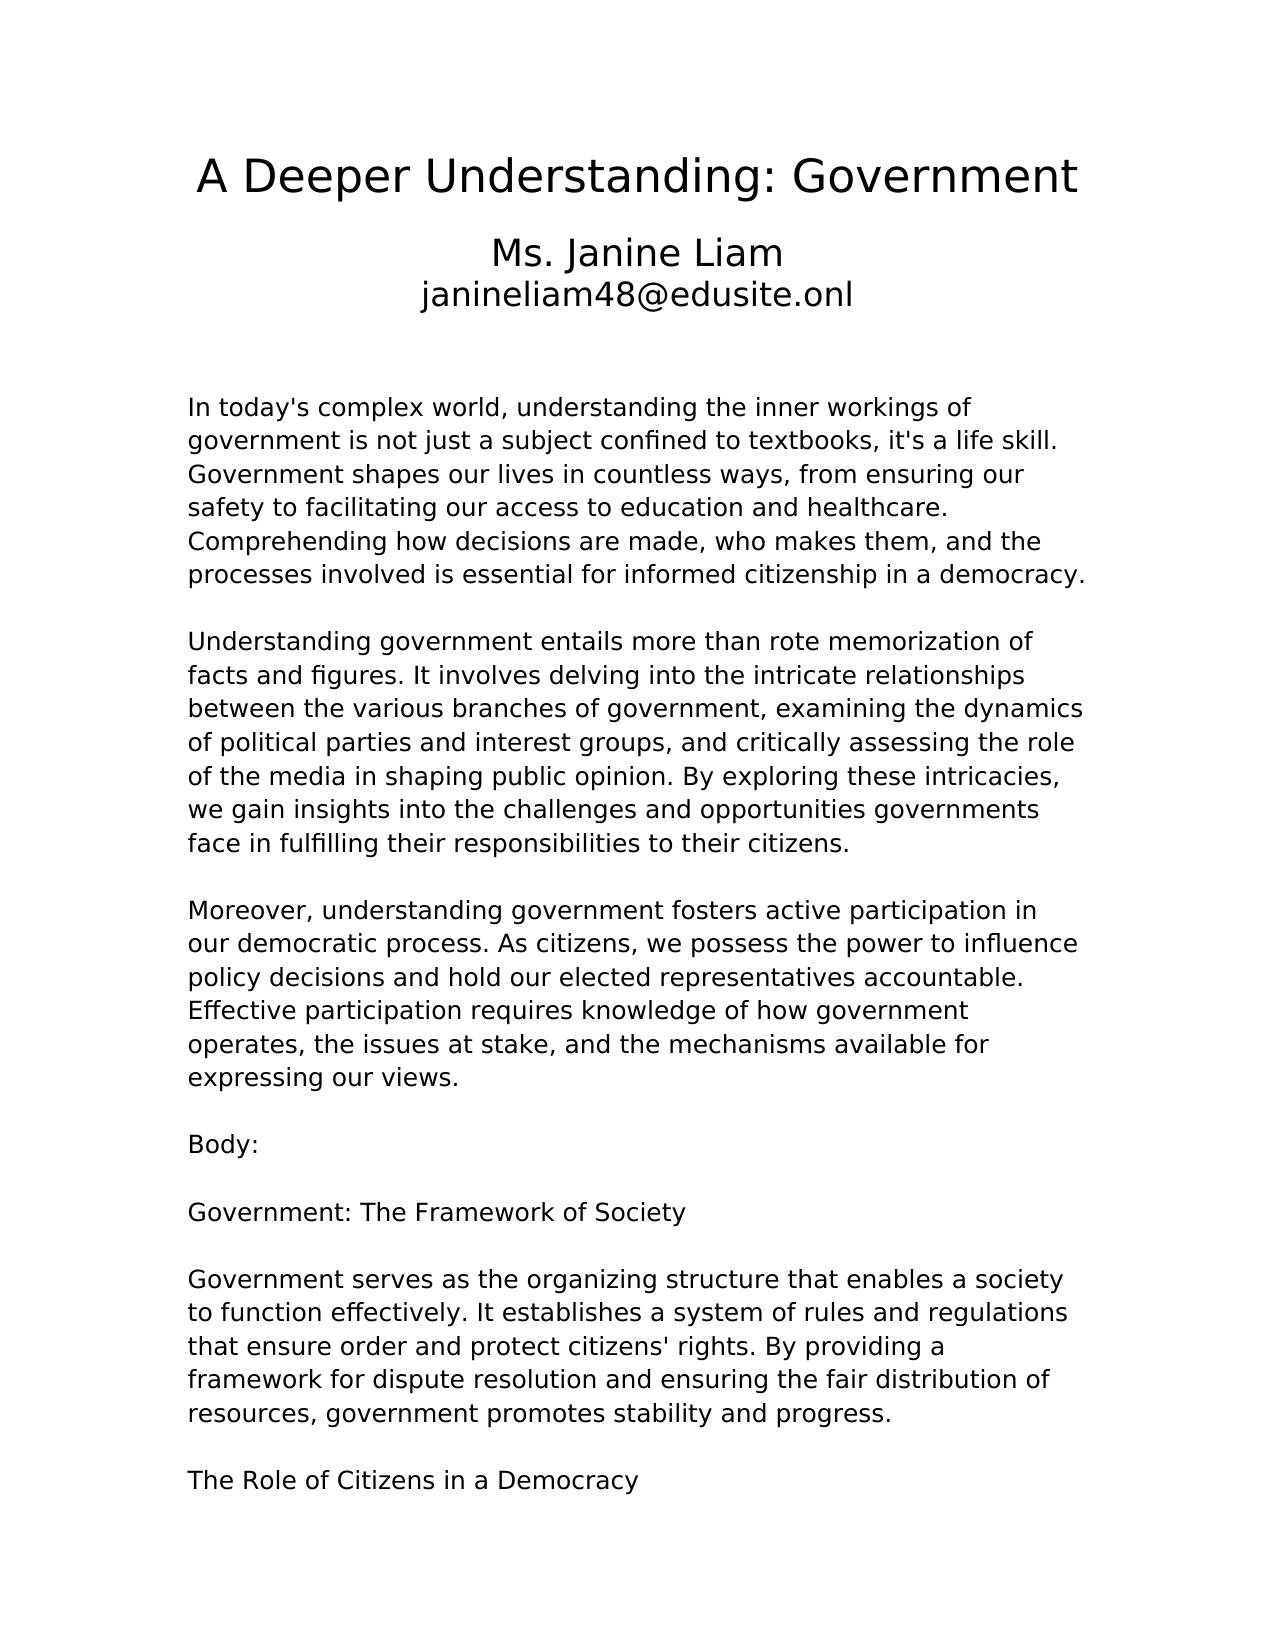 A Deeper Understanding: Government
Ms. Janine Liam
janineliam48@edusite.onl
In today's complex world, understanding the inner workings of
government is not just a subject confined to textbooks, it's a life skill.
Government shapes our lives in countless ways, from ensuring our
safety to facilitating our access to education and healthcare.
Comprehending how decisions are made, who makes them, and the
processes involved is essential for informed citizenship in a democracy.
Understanding government entails more than rote memorization of
facts and figures. It involves delving into the intricate relationships
between the various branches of government, examining the dynamics
of political parties and interest groups, and critically assessing the role
of the media in shaping public opinion. By exploring these intricacies,
we gain insights into the challenges and opportunities governments
face in fulfilling their responsibilities to their citizens.
Moreover, understanding government fosters active participation in
our democratic process. As citizens, we possess the power to influence
policy decisions and hold our elected representatives accountable.
Effective participation requires knowledge of how government
operates, the issues at stake, and the mechanisms available for
expressing our views.
Body:
Government: The Framework of Society
Government serves as the organizing structure that enables a society
to function effectively. It establishes a system of rules and regulations
that ensure order and protect citizens' rights. By providing a
framework for dispute resolution and ensuring the fair distribution of
resources, government promotes stability and progress.
The Role of Citizens in a Democracy